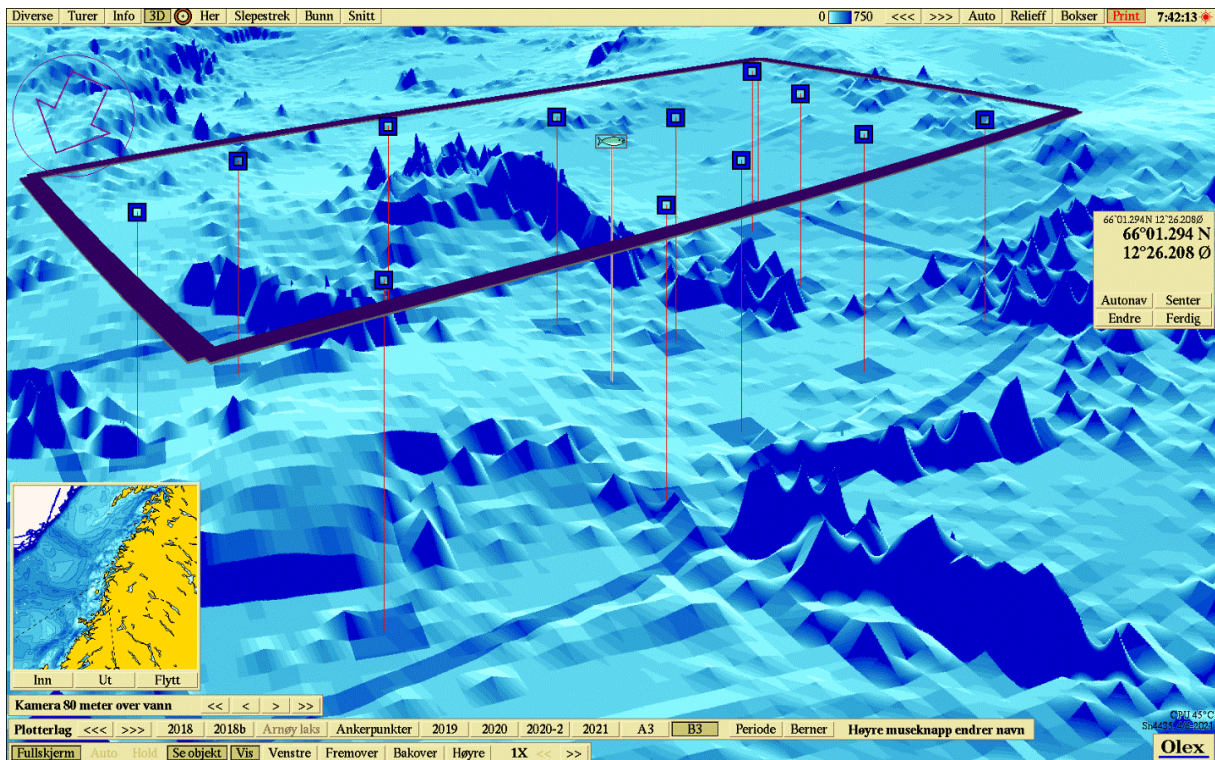 Diverse Turer Info 3D Her Slepestrek Bunn Snitt 0 750 <<< >>> Auto Relieff Bokser Print 7:42:13
66°01.294N 12°26.208Ø
66°01.294 N
12°26.208 Ø
Autonav Senter
Endre Ferdig
Inn Ut Flytt
Kamera 80 meter over vann << < > >>
CPU 45°C
Plotterlag <<< >>> 2018 2018b Arnøy laks Ankerpunkter 2019 2020 2020-2 2021 A3 B3 Periode Berner Høyre museknapp endrer navn
Fullskjerm Auto Hold Se objekt Vis Venstre Fremover Bakover Høyre 1X << >>
Olex